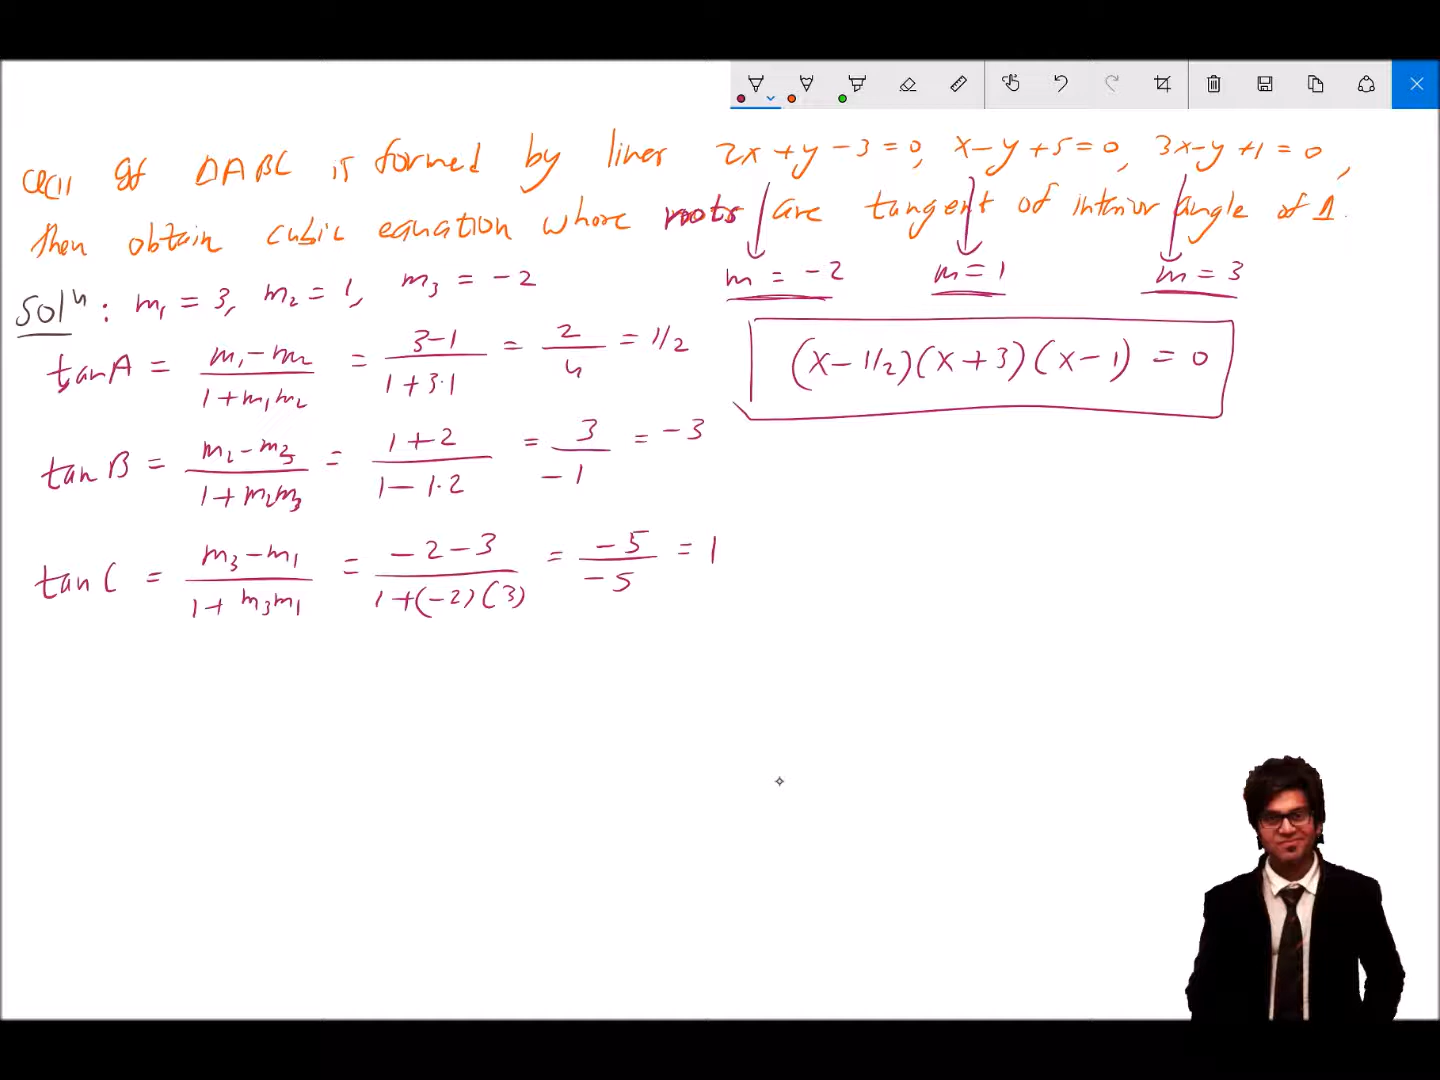 If ΔABC is formed by lines 2x + y - 3 = 0, x - y + 5 = 0, 3x - y + 1 = 0,
then obtain cubic equation whose roots are tangent of interior angle of Δ.
m = -2 m = 1 m = 3
Solⁿ: m₁ = 3, m₂ = 1, m₃ = -2
tanA = (m₁ - m₂)/(1 + m₁m₂) = (3 - 1)/(1 + 3·1) = 2/4 = 1/2
(x - 1/2)(x + 3)(x - 1) = 0
tanB = (m₂ - m₃)/(1 + m₂m₃) = (1 + 2)/(1 - 1·2) = 3/-1 = -3
tanC = (m₃ - m₁)/(1 + m₃m₁) = (-2 - 3)/(1 + (-2)(3)) = -5/-5 = 1